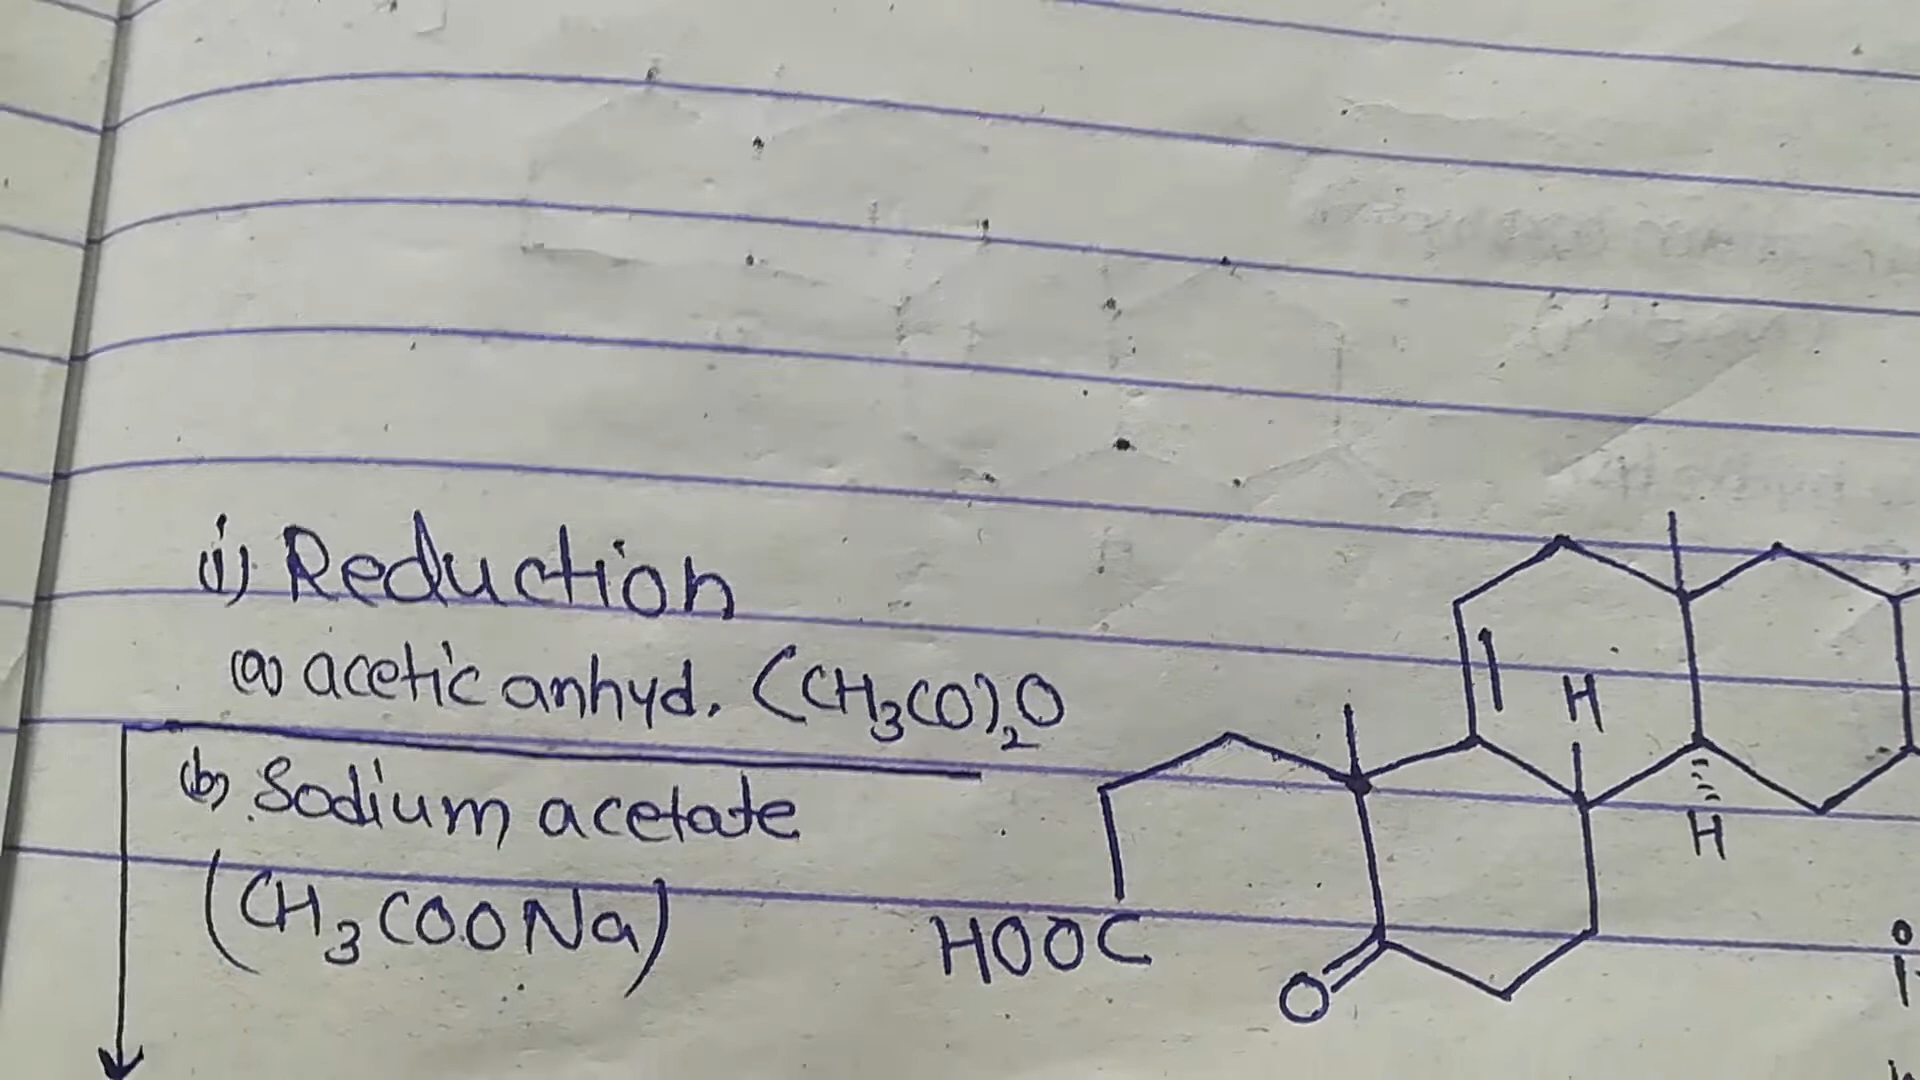 (i) Reduction
(a) acetic anhyd. (CH₃CO)₂O
(b) Sodium acetate
(CH₃COONa)
H
H
HOOC
O